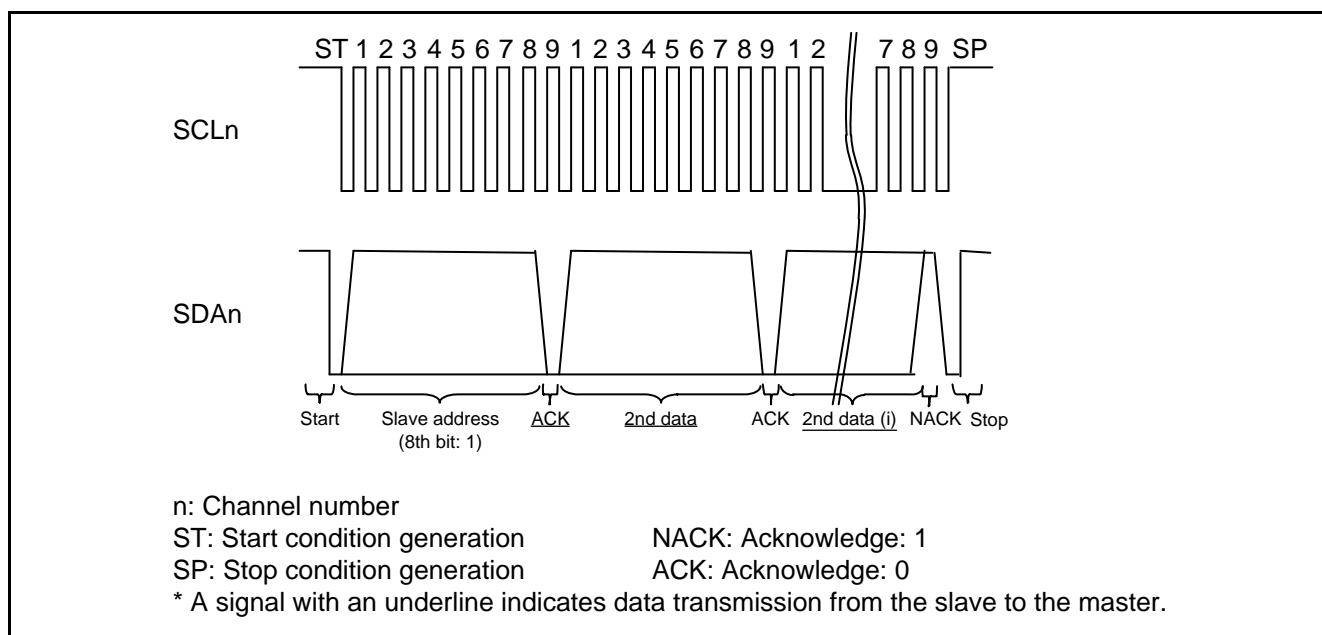 ST 1 2 3 4 5 6 7 8 9 1 2 3 4 5 6 7 8 9 1 2 7 8 9 SP
SCLn
SDAn
Start Slave address ACK 2nd data ACK 2nd data (i) NACK Stop
(8th bit: 1)
n: Channel number
ST: Start condition generation NACK: Acknowledge: 1
SP: Stop condition generation ACK: Acknowledge: 0
* A signal with an underline indicates data transmission from the slave to the master.